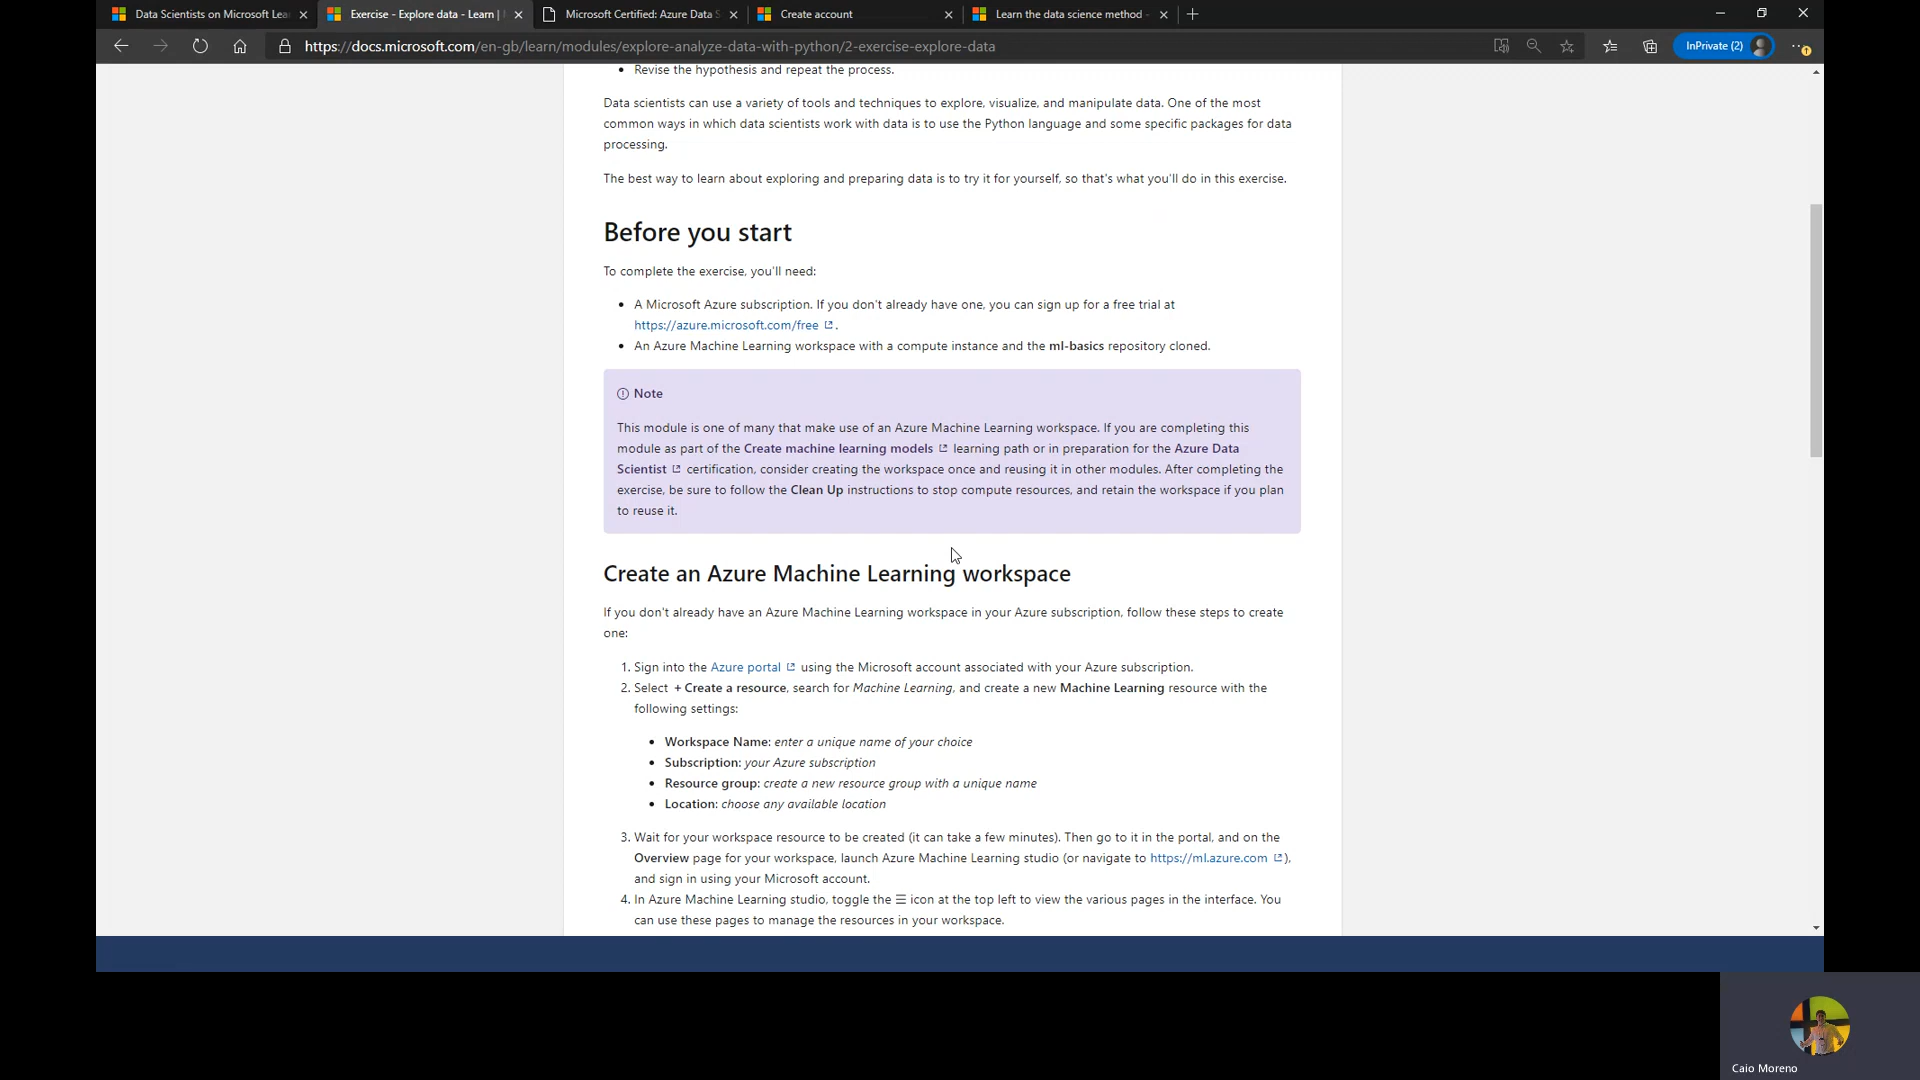 Data Scientists on Microsoft Lea
Exercise - Explore data - Learn |
Microsoft Certified: Azure Data S
Create account
Learn the data science method -
https://docs.microsoft.com/en-gb/learn/modules/explore-analyze-data-with-python/2-exercise-explore-data
InPrivate (2)
• Revise the hypothesis and repeat the process.
Data scientists can use a variety of tools and techniques to explore, visualize, and manipulate data. One of the most
common ways in which data scientists work with data is to use the Python language and some specific packages for data
processing.
The best way to learn about exploring and preparing data is to try it for yourself, so that's what you'll do in this exercise.
Before you start
To complete the exercise, you'll need:
• A Microsoft Azure subscription. If you don't already have one, you can sign up for a free trial at
https://azure.microsoft.com/free .
• An Azure Machine Learning workspace with a compute instance and the ml-basics repository cloned.
Note
This module is one of many that make use of an Azure Machine Learning workspace. If you are completing this
module as part of the Create machine learning models learning path or in preparation for the Azure Data
Scientist certification, consider creating the workspace once and reusing it in other modules. After completing the
exercise, be sure to follow the Clean Up instructions to stop compute resources, and retain the workspace if you plan
to reuse it.
Create an Azure Machine Learning workspace
If you don't already have an Azure Machine Learning workspace in your Azure subscription, follow these steps to create
one:
1. Sign into the Azure portal using the Microsoft account associated with your Azure subscription.
2. Select + Create a resource, search for Machine Learning, and create a new Machine Learning resource with the
following settings:
• Workspace Name: enter a unique name of your choice
• Subscription: your Azure subscription
• Resource group: create a new resource group with a unique name
• Location: choose any available location
3. Wait for your workspace resource to be created (it can take a few minutes). Then go to it in the portal, and on the
Overview page for your workspace, launch Azure Machine Learning studio (or navigate to https://ml.azure.com ),
and sign in using your Microsoft account.
4. In Azure Machine Learning studio, toggle the ☰ icon at the top left to view the various pages in the interface. You
can use these pages to manage the resources in your workspace.
Caio Moreno